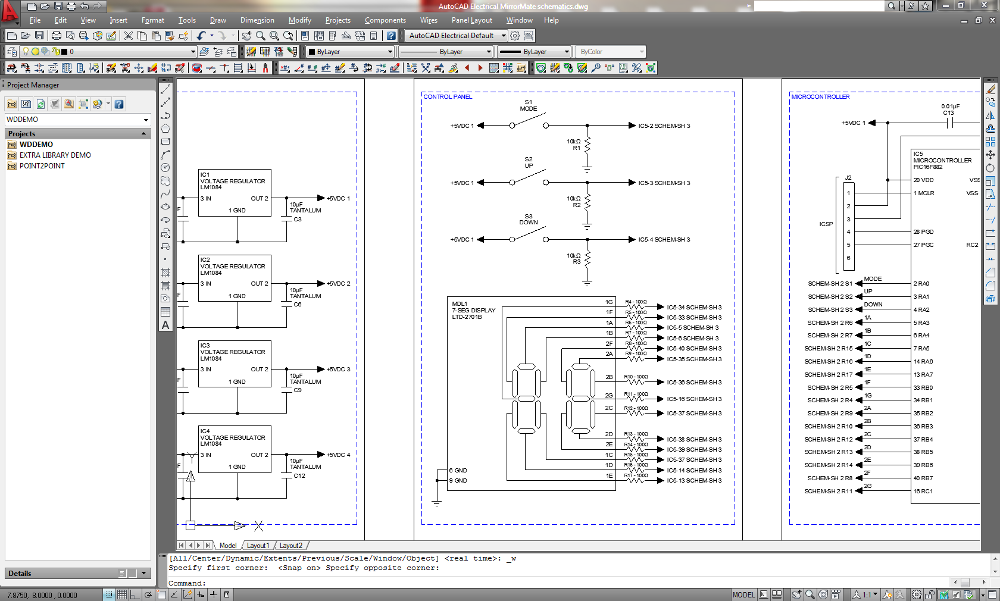 AutoCAD Electrical MirrorMate schematics.dwg
File Edit View Insert Format Tools Draw Dimension Modify Projects Components Wires Panel Layout Window Help
AutoCAD Electrical Default
0 ByLayer ByLayer ByLayer ByColor
Project Manager
WDDEMO
Projects
WDDEMO
EXTRA LIBRARY DEMO
POINT2POINT
Details
IC1
VOLTAGE REGULATOR
LM1084
3 IN OUT 2
1 GND
+5VDC 1
F
10µF
TANTALUM
C3
IC2
VOLTAGE REGULATOR
LM1084
3 IN OUT 2
1 GND
+5VDC 2
F
10µF
TANTALUM
C6
IC3
VOLTAGE REGULATOR
LM1084
3 IN OUT 2
1 GND
+5VDC 3
F
10µF
TANTALUM
C9
IC4
VOLTAGE REGULATOR
LM1084
3 IN OUT 2
1 GND
+5VDC 4
F
10µF
TANTALUM
C12
Y
X
CONTROL PANEL
S1
MODE
+5VDC 1 IC5-2 SCHEM-SH 3
10kΩ
R1
S2
UP
+5VDC 1 IC5-3 SCHEM-SH 3
10kΩ
R2
S3
DOWN
+5VDC 1 IC5-4 SCHEM-SH 3
10kΩ
R3
MDL1
7-SEG DISPLAY
LTD-2701B
1G R4 - 100Ω IC5-34 SCHEM-SH 3
1F R5 - 100Ω IC5-33 SCHEM-SH 3
1A R6 - 100Ω IC5-5 SCHEM-SH 3
1B R7 - 100Ω IC5-6 SCHEM-SH 3
2F R8 - 100Ω IC5-40 SCHEM-SH 3
2A R9 - 100Ω IC5-35 SCHEM-SH 3
2B R10 - 100Ω IC5-36 SCHEM-SH 3
2G R11 - 100Ω IC5-16 SCHEM-SH 3
2C R12 - 100Ω IC5-37 SCHEM-SH 3
2D R13 - 100Ω IC5-38 SCHEM-SH 3
2E R14 - 100Ω IC5-39 SCHEM-SH 3
1C R15 - 100Ω IC5-37 SCHEM-SH 3
1D R16 - 100Ω IC5-14 SCHEM-SH 3
1E R17 - 100Ω IC5-13 SCHEM-SH 3
6 GND
9 GND
MICROCONTROLLER
0.01µF
C13
+5VDC 1
IC5
MICROCONTROLLER
PIC16F882
J2
ICSP
1
2
3
4
5
6
20 VDD VSS
1 MCLR VSS
28 PGD
27 PGC RC2
SCHEM-SH 2 S1 MODE 2 RA0
SCHEM-SH 2 S2 UP 3 RA1
SCHEM-SH 2 S3 DOWN 4 RA2
SCHEM-SH 2 R6 1A 5 RA3
SCHEM-SH 2 R7 1B 6 RA4
SCHEM-SH 2 R15 1C 7 RA5
SCHEM-SH 2 R16 1D 14 RA6
SCHEM-SH 2 R17 1E 13 RA7
SCHEM-SH 2 R5 1F 33 RB0
SCHEM-SH 2 R4 1G 34 RB1
SCHEM-SH 2 R9 2A 35 RB2
SCHEM-SH 2 R10 2B 36 RB3
SCHEM-SH 2 R12 2C 37 RB4
SCHEM-SH 2 R13 2D 38 RB5
SCHEM-SH 2 R14 2E 39 RB6
SCHEM-SH 2 R8 2F 40 RB7
SCHEM-SH 2 R11 2G 16 RC1
Model Layout1 Layout2
[All/Center/Dynamic/Extents/Previous/Scale/Window/Object] <real time>: _w
Specify first corner:  <Snap on> Specify opposite corner:
Command:
7.8750, 8.0000 , 0.0000 MODEL 1:1